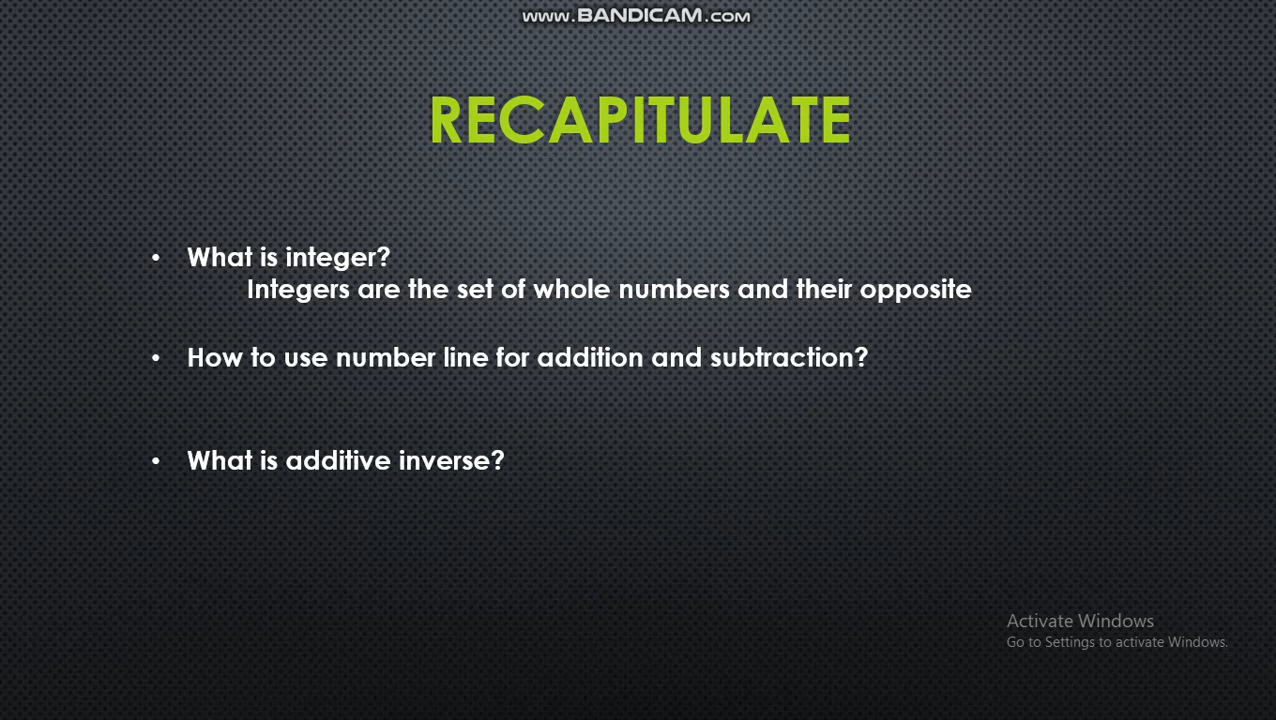 www.BANDICAM.com
RECAPITULATE
• What is integer?
Integers are the set of whole numbers and their opposite
• How to use number line for addition and subtraction?
• What is additive inverse?
Activate Windows
Go to Settings to activate Windows.